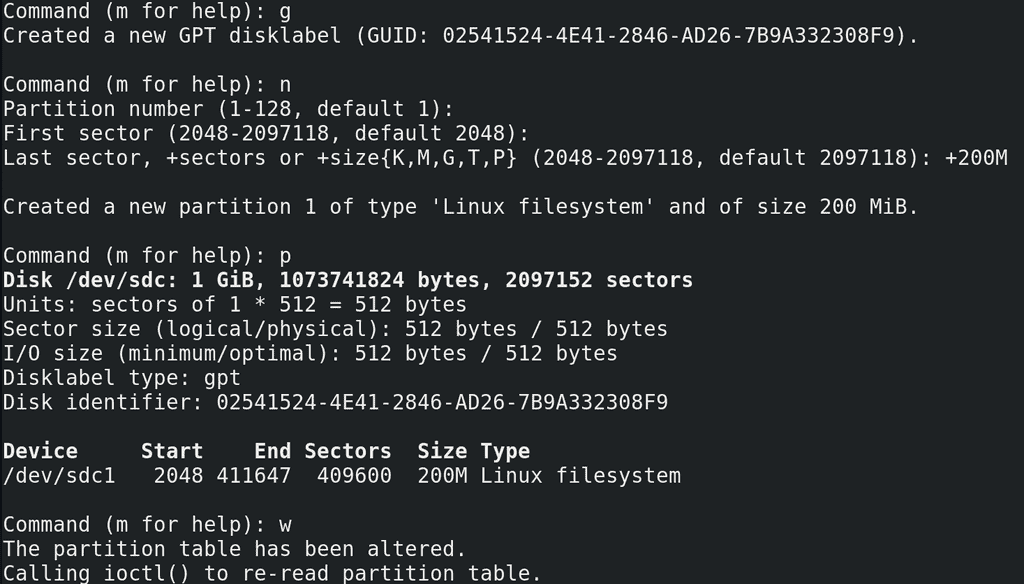 Command (m for help): g
Created a new GPT disklabel (GUID: 02541524-4E41-2846-AD26-7B9A332308F9).
Command (m for help): n
Partition number (1-128, default 1):
First sector (2048-2097118, default 2048):
Last sector, +sectors or +size{K,M,G,T,P} (2048-2097118, default 2097118): +200M
Created a new partition 1 of type 'Linux filesystem' and of size 200 MiB.
Command (m for help): p
Disk /dev/sdc: 1 GiB, 1073741824 bytes, 2097152 sectors
Units: sectors of 1 * 512 = 512 bytes
Sector size (logical/physical): 512 bytes / 512 bytes
I/O size (minimum/optimal): 512 bytes / 512 bytes
Disklabel type: gpt
Disk identifier: 02541524-4E41-2846-AD26-7B9A332308F9
Device     Start    End Sectors  Size Type
/dev/sdc1   2048 411647  409600  200M Linux filesystem
Command (m for help): w
The partition table has been altered.
Calling ioctl() to re-read partition table.